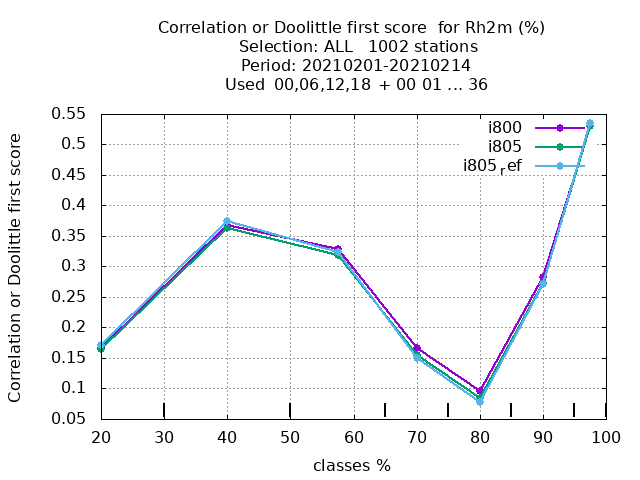 Correlation or Doolittle first score  for Rh2m (%)
Selection: ALL   1002 stations
Period: 20210201-20210214
Used  00,06,12,18  + 00 01 ... 36
Correlation or Doolittle first score
0.55
0.5
0.45
0.4
0.35
0.3
0.25
0.2
0.15
0.1
0.05
i800
i805
i805ref
20 30 40 50 60 70 80 90 100
classes %